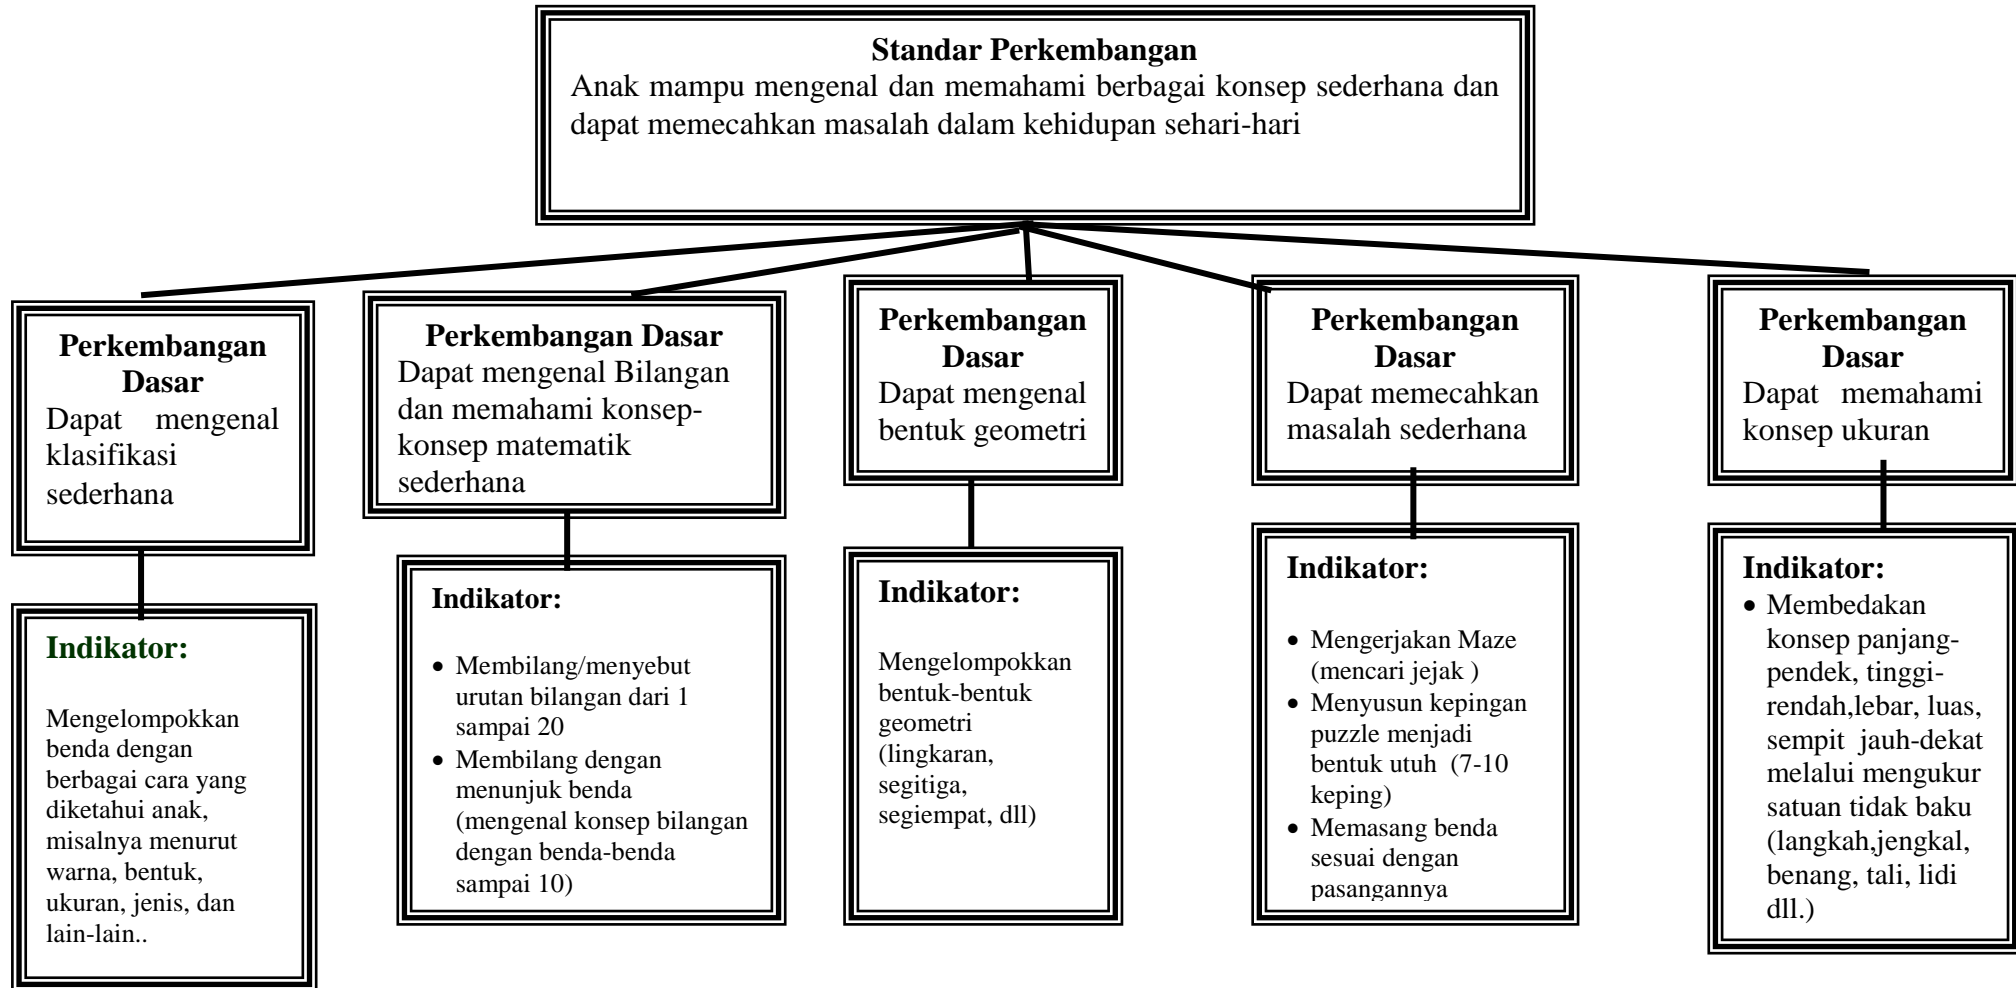 Standar Perkembangan
Anak mampu mengenal dan memahami berbagai konsep sederhana dan
dapat memecahkan masalah dalam kehidupan sehari-hari
Perkembangan
Dasar
Dapat mengenal
klasifikasi
sederhana
Perkembangan Dasar
Dapat mengenal Bilangan
dan memahami konsep-
konsep matematik
sederhana
Perkembangan
Dasar
Dapat mengenal
bentuk geometri
Perkembangan
Dasar
Dapat memecahkan
masalah sederhana
Perkembangan
Dasar
Dapat memahami
konsep ukuran
Indikator:
Mengelompokkan
benda dengan
berbagai cara yang
diketahui anak,
misalnya menurut
warna, bentuk,
ukuran, jenis, dan
lain-lain..
Indikator:
• Membilang/menyebut
urutan bilangan dari 1
sampai 20
• Membilang dengan
menunjuk benda
(mengenal konsep bilangan
dengan benda-benda
sampai 10)
Indikator:
Mengelompokkan
bentuk-bentuk
geometri
(lingkaran,
segitiga,
segiempat, dll)
Indikator:
• Mengerjakan Maze
(mencari jejak )
• Menyusun kepingan
puzzle menjadi
bentuk utuh (7-10
keping)
• Memasang benda
sesuai dengan
pasangannya
Indikator:
• Membedakan
konsep panjang-
pendek, tinggi-
rendah,lebar, luas,
sempit jauh-dekat
melalui mengukur
satuan tidak baku
(langkah,jengkal,
benang, tali, lidi
dll.)